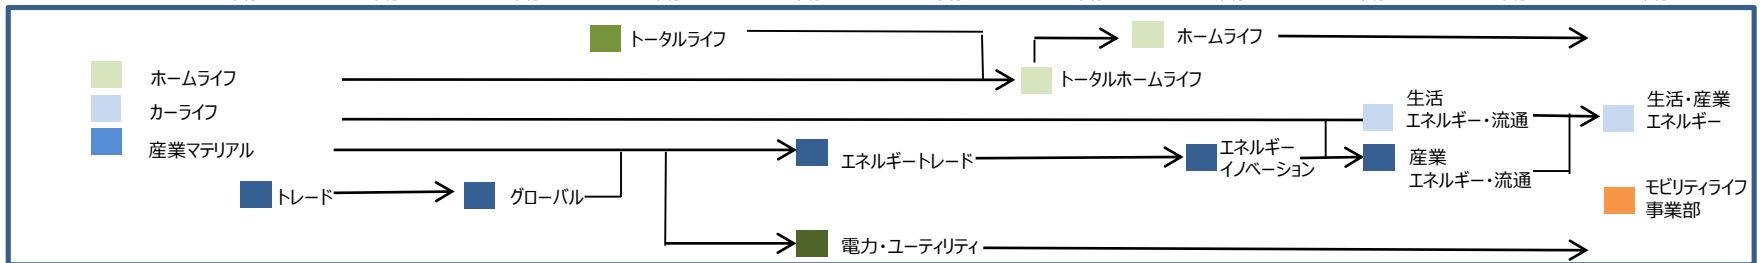 トータルライフ
ホームライフ
ホームライフ
トータルホームライフ
カーライフ
生活
エネルギー・流通
生活・産業
エネルギー
産業マテリアル
エネルギートレード
エネルギー
イノベーション
産業
エネルギー・流通
トレード
グローバル
モビリティライフ
事業部
電力・ユーティリティ